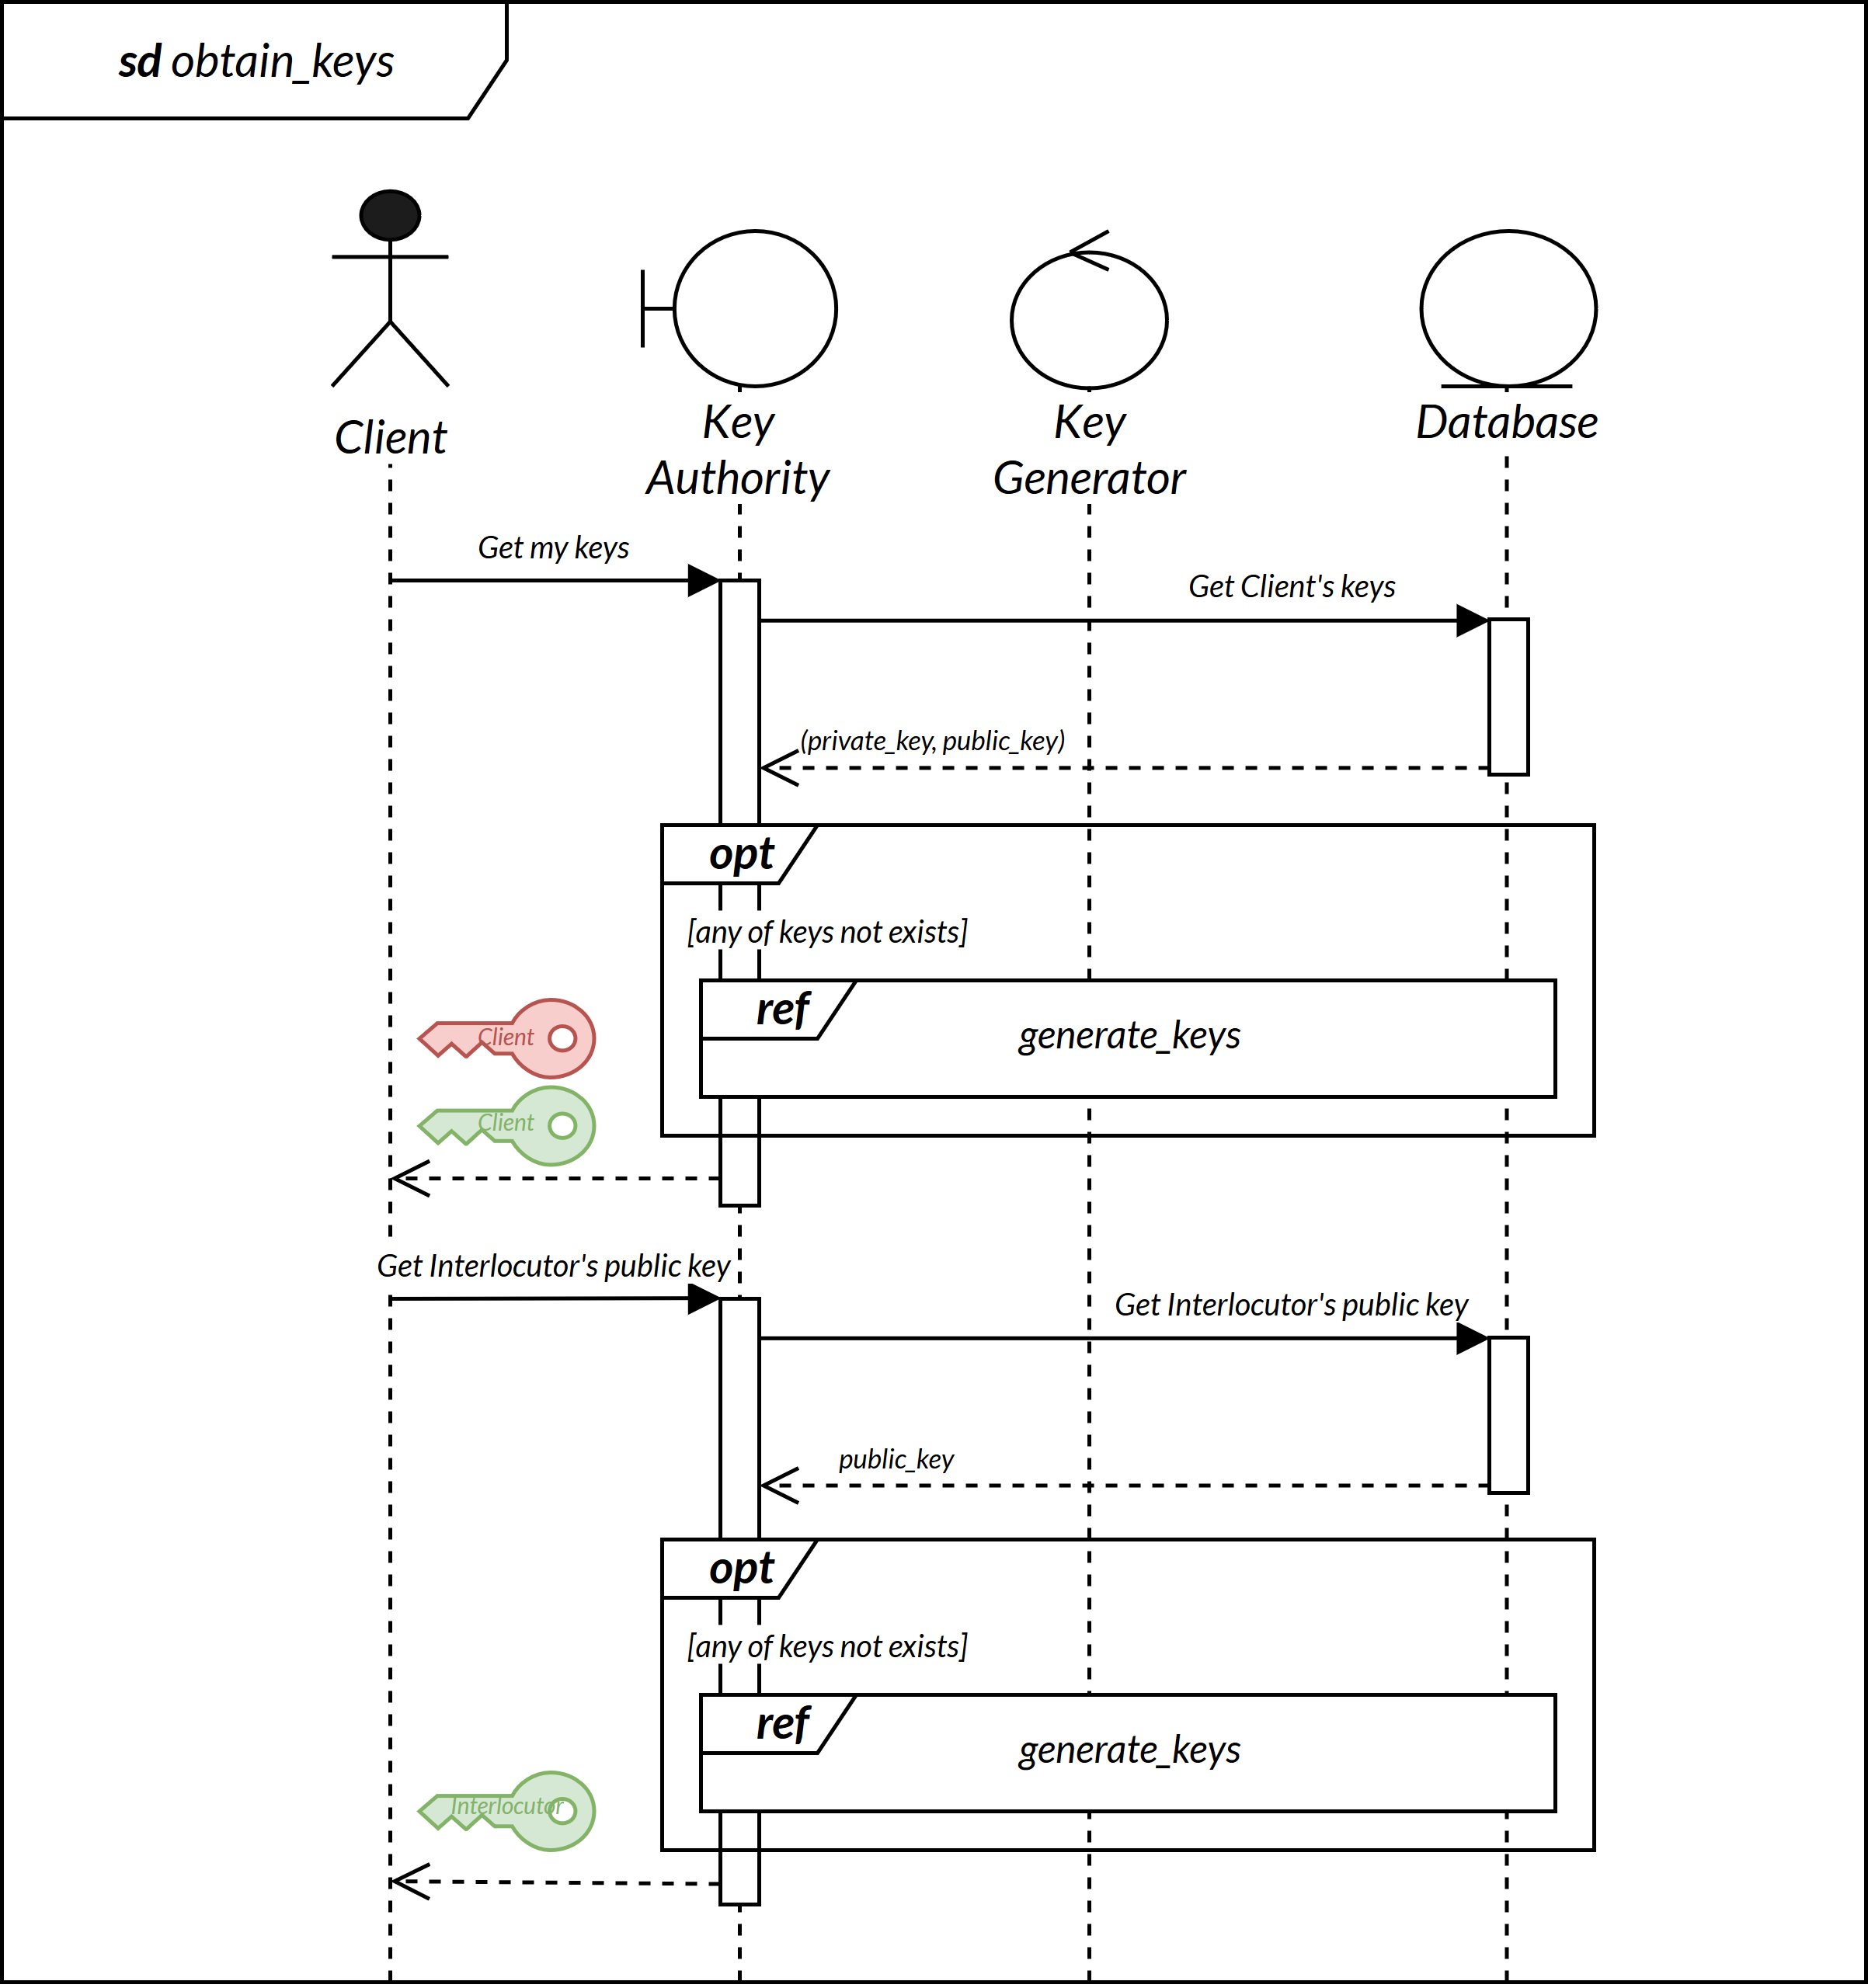 sd obtain_keys
Client
Key
Authority
Key
Generator
Database
Get my keys
Get Client's keys
(private_key, public_key)
opt
[any of keys not exists]
ref
generate_keys
Client
Client
Get Interlocutor's public key
Get Interlocutor's public key
public_key
opt
[any of keys not exists]
ref
generate_keys
Interlocutor